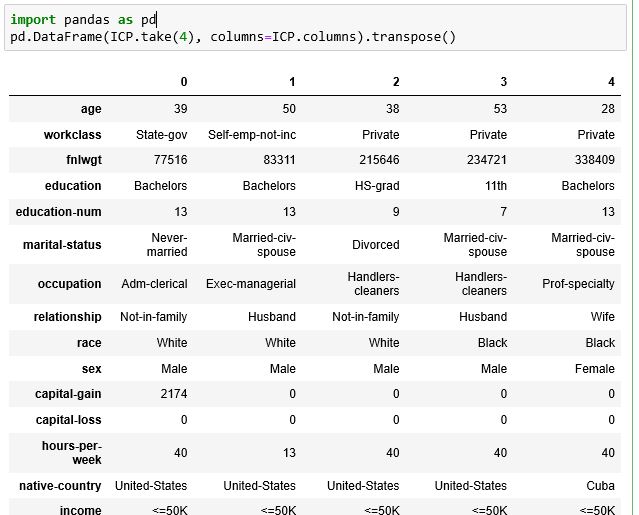 import pandas as pd
pd.DataFrame(ICP.take(4), columns=ICP.columns).transpose()
0 1 2 3 4
age 39 50 38 53 28
workclass State-gov Self-emp-not-inc Private Private Private
fnlwgt 77516 83311 215646 234721 338409
education Bachelors Bachelors HS-grad 11th Bachelors
education-num 13 13 9 7 13
marital-status Never-married Married-civ-spouse Divorced Married-civ-spouse Married-civ-spouse
occupation Adm-clerical Exec-managerial Handlers-cleaners Handlers-cleaners Prof-specialty
relationship Not-in-family Husband Not-in-family Husband Wife
race White White White Black Black
sex Male Male Male Male Female
capital-gain 2174 0 0 0 0
capital-loss 0 0 0 0 0
hours-per-week 40 13 40 40 40
native-country United-States United-States United-States United-States Cuba
income <=50K <=50K <=50K <=50K <=50K